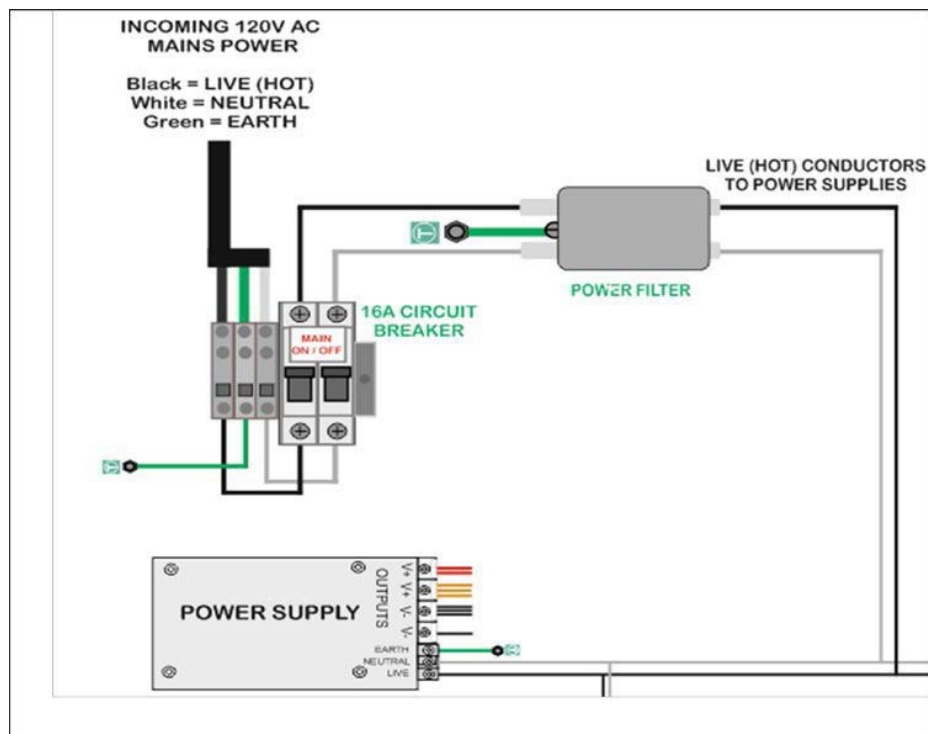 INCOMING 120V AC
MAINS POWER
Black = LIVE (HOT)
White = NEUTRAL
Green = EARTH
LIVE (HOT) CONDUCTORS
TO POWER SUPPLIES
POWER FILTER
16A CIRCUIT
BREAKER
MAIN
ON / OFF
POWER SUPPLY
OUTPUTS
V+
V+
V-
V-
EARTH
NEUTRAL
LIVE